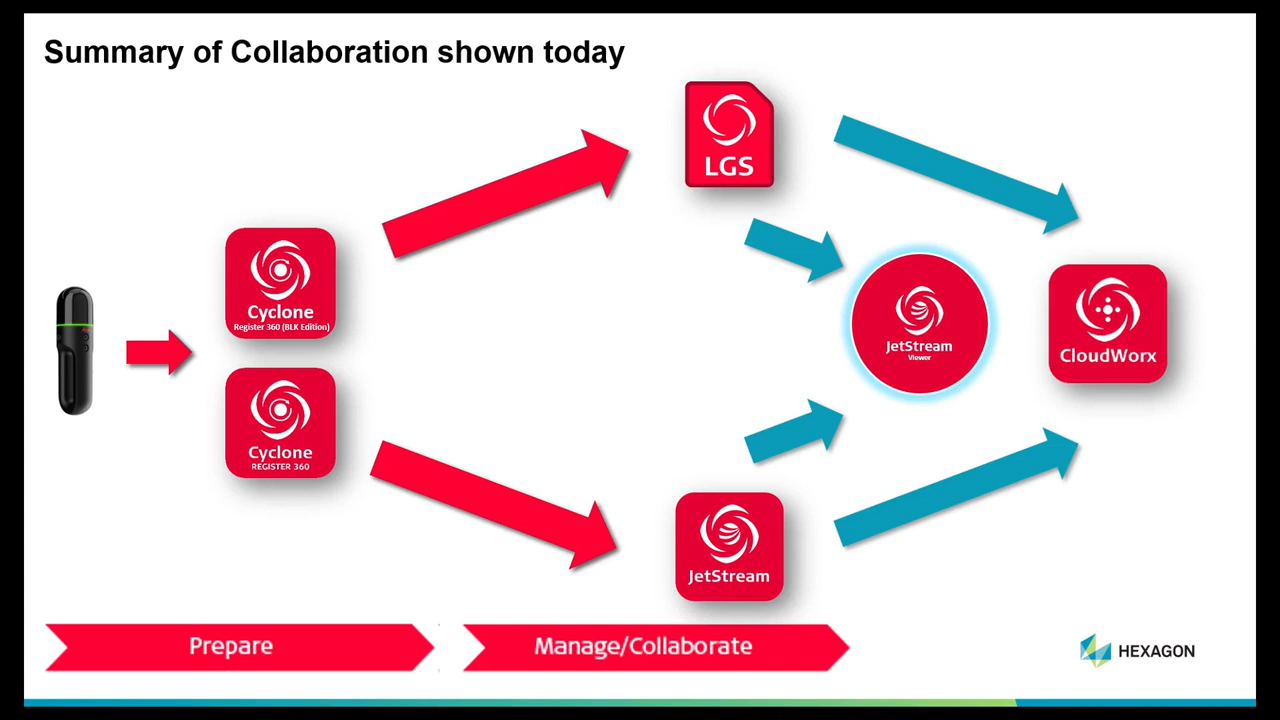 Summary of Collaboration shown today
LGS
Cyclone
Register 360 (BLK Edition)
JetStream
Viewer
CloudWorx
Cyclone
REGISTER 360
JetStream
Prepare
Manage/Collaborate
HEXAGON